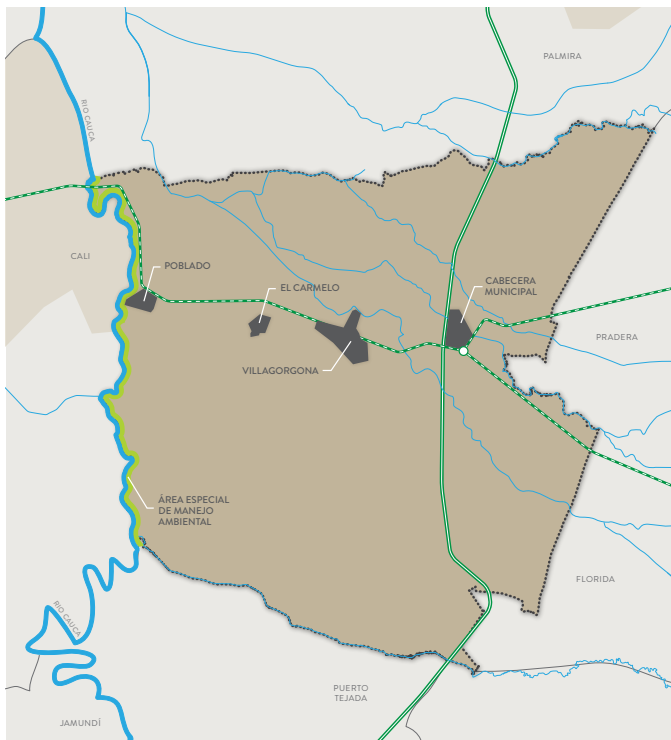 PALMIRA
RIO CAUCA
CALI
POBLADO
EL CARMELO
CABECERA
MUNICIPAL
PRADERA
VILLAGORGONA
ÁREA ESPECIAL
DE MANEJO
AMBIENTAL
FLORIDA
RIO CAUCA
PUERTO
TEJADA
JAMUNDÍ